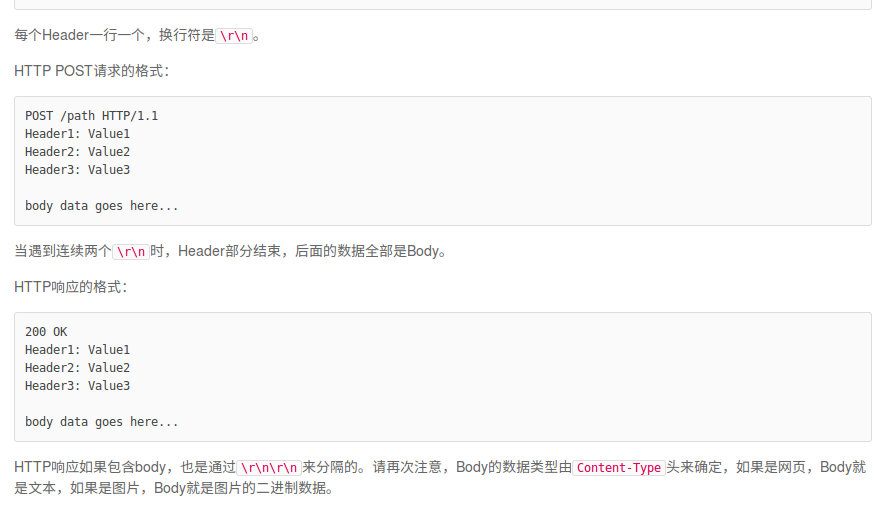 每个Header一行一个，换行符是\r\n。
HTTP POST请求的格式：
POST /path HTTP/1.1
Header1: Value1
Header2: Value2
Header3: Value3
body data goes here...
当遇到连续两个\r\n时，Header部分结束，后面的数据全部是Body。
HTTP响应的格式：
200 OK
Header1: Value1
Header2: Value2
Header3: Value3
body data goes here...
HTTP响应如果包含body，也是通过\r\n\r\n来分隔的。请再次注意，Body的数据类型由Content-Type头来确定，如果是网页，Body就
是文本，如果是图片，Body就是图片的二进制数据。